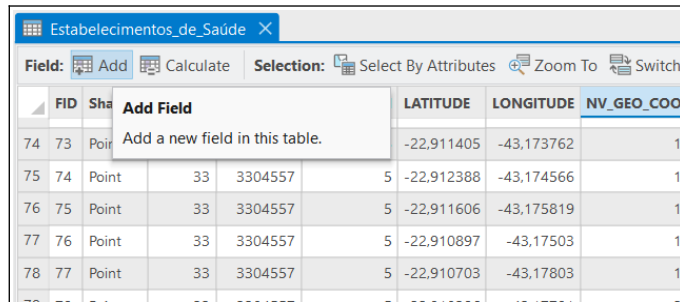 Estabelecimentos_de_Saúde
Field: Add Calculate Selection: Select By Attributes Zoom To Switch
FID Sha LATITUDE LONGITUDE NV_GEO_COO
Add Field
Add a new field in this table.
74 73 Poin -22,911405 -43,173762 1
75 74 Point 33 3304557 5 -22,912388 -43,174566 1
76 75 Point 33 3304557 5 -22,911606 -43,175819 1
77 76 Point 33 3304557 5 -22,910897 -43,17503 1
78 77 Point 33 3304557 5 -22,910703 -43,17803 1